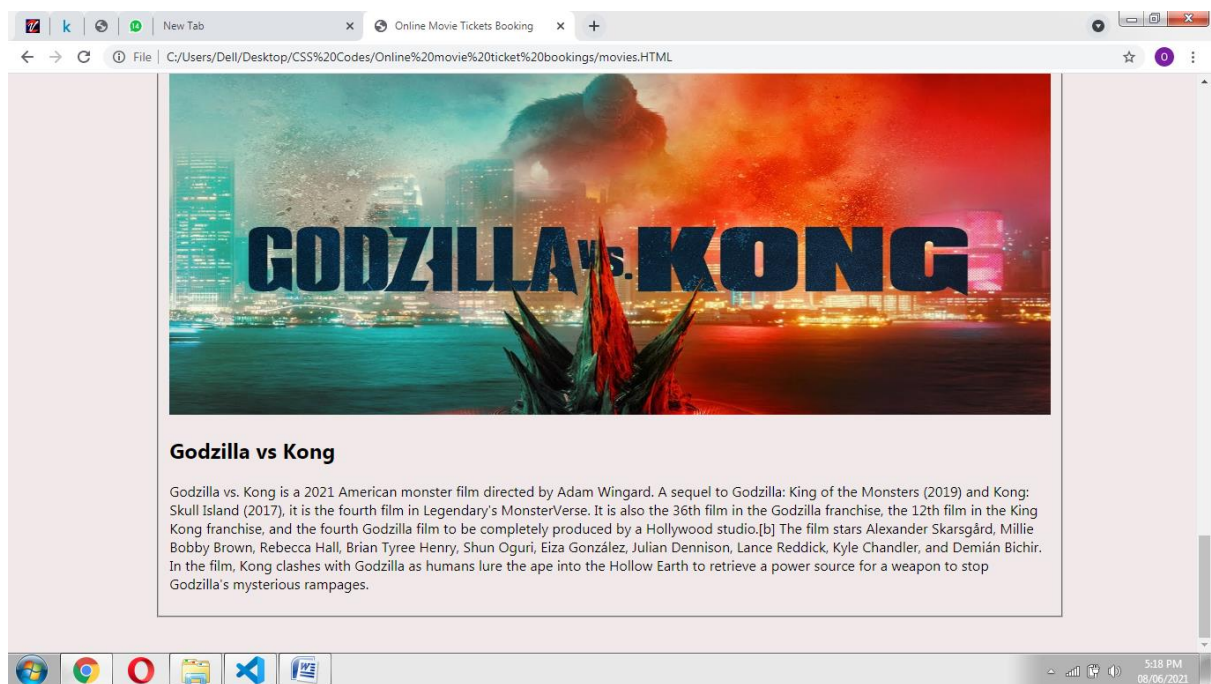 New Tab
Online Movie Tickets Booking
File
C:/Users/Dell/Desktop/CSS%20Codes/Online%20movie%20ticket%20bookings/movies.HTML
O
GODZILLA vs. KONG
Godzilla vs Kong
Godzilla vs. Kong is a 2021 American monster film directed by Adam Wingard. A sequel to Godzilla: King of the Monsters (2019) and Kong:
Skull Island (2017), it is the fourth film in Legendary's MonsterVerse. It is also the 36th film in the Godzilla franchise, the 12th film in the King
Kong franchise, and the fourth Godzilla film to be completely produced by a Hollywood studio.[b] The film stars Alexander Skarsgård, Millie
Bobby Brown, Rebecca Hall, Brian Tyree Henry, Shun Oguri, Eiza González, Julian Dennison, Lance Reddick, Kyle Chandler, and Demián Bichir.
In the film, Kong clashes with Godzilla as humans lure the ape into the Hollow Earth to retrieve a power source for a weapon to stop
Godzilla's mysterious rampages.
5:18 PM
08/06/2021